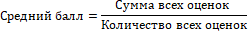 Средний балл = Сумма всех оценок / Количество всех оценок